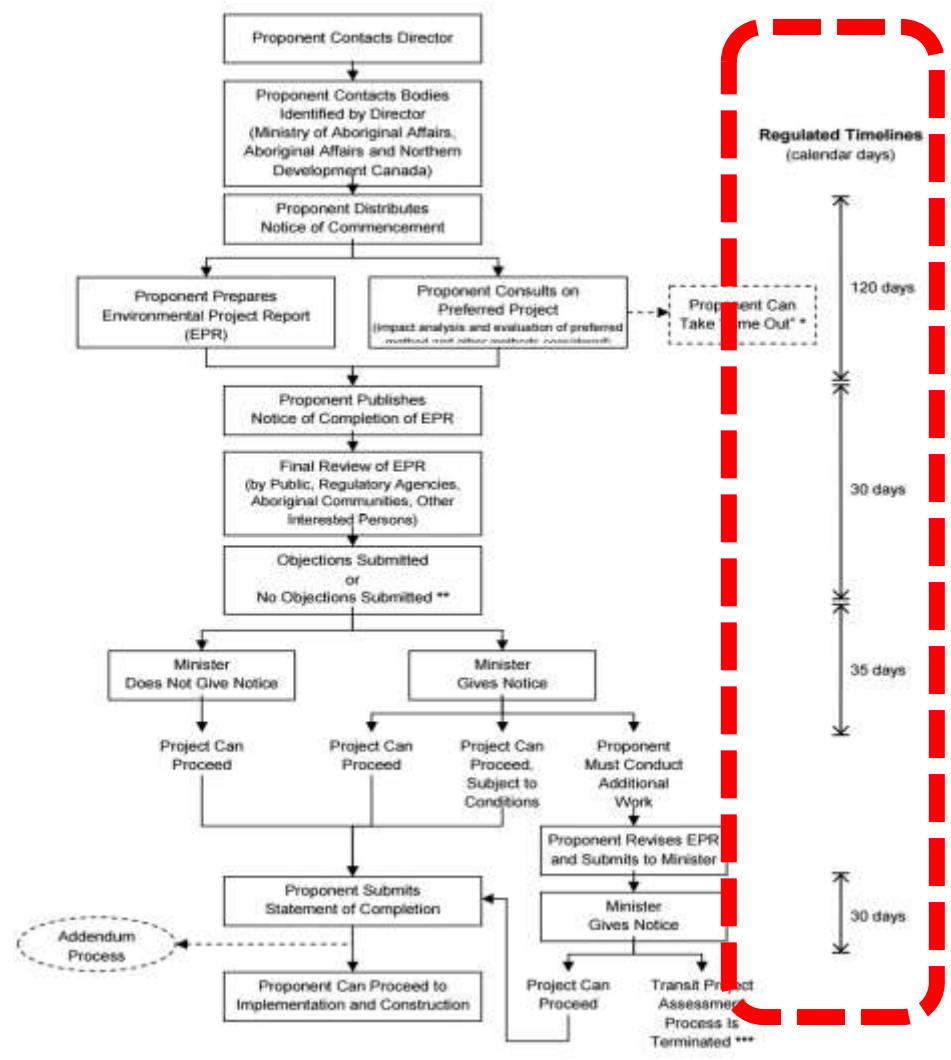 Proponent Contacts Director
Proponent Contacts Bodies
Identified by Director
(Ministry of Aboriginal Affairs,
Aboriginal Affairs and Northern
Development Canada)
Regulated Timelines
(calendar days)
Proponent Distributes
Notice of Commencement
Proponent Prepares
Environmental Project Report
(EPR)
Proponent Consults on
Preferred Project
(impact analysis and evaluation of preferred
method and other methods considered)
Proponent Can
Take "Time Out" *
120 days
Proponent Publishes
Notice of Completion of EPR
Final Review of EPR
(by Public, Regulatory Agencies,
Aboriginal Communities, Other
Interested Persons)
30 days
Objections Submitted
or
No Objections Submitted **
Minister
Does Not Give Notice
Minister
Gives Notice
35 days
Project Can
Proceed
Project Can
Proceed
Project Can
Proceed,
Subject to
Conditions
Proponent
Must Conduct
Additional
Work
Proponent Revises EPR
and Submits to Minister
Proponent Submits
Statement of Completion
Minister
Gives Notice
30 days
Addendum
Process
Proponent Can Proceed to
Implementation and Construction
Project Can
Proceed
Transit Project
Assessment
Process Is
Terminated ***